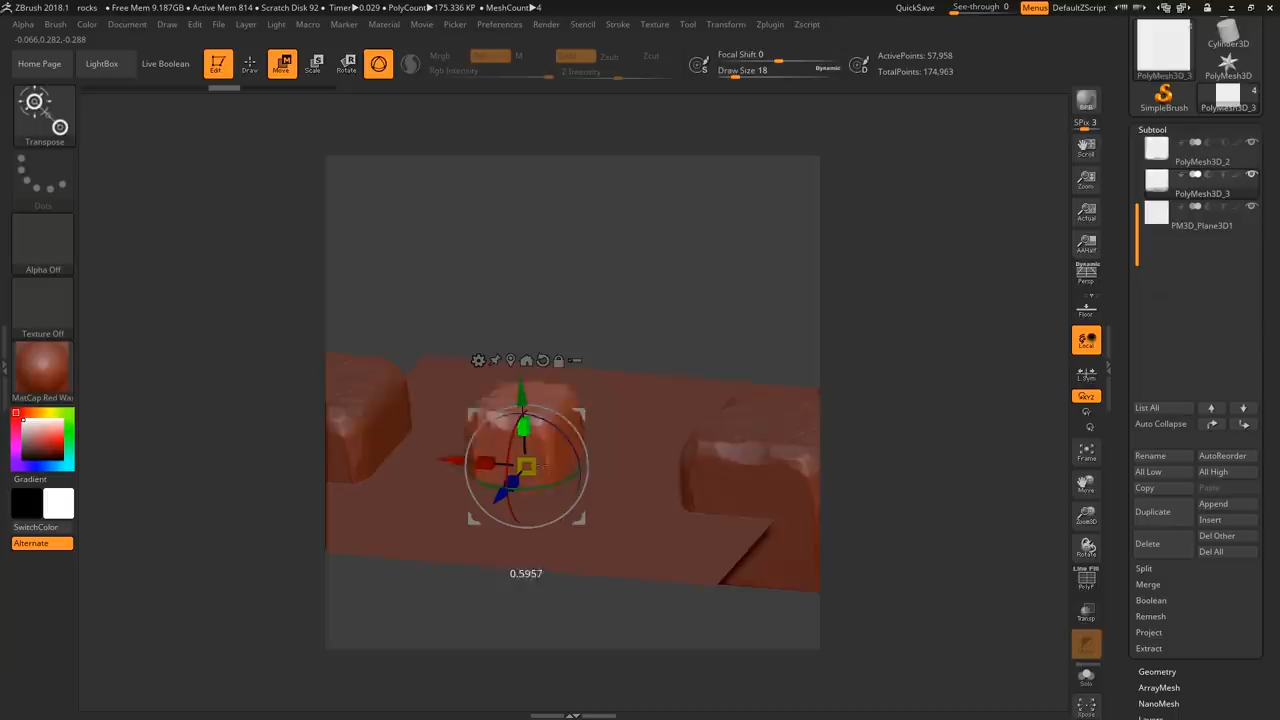 ZBrush 2018.1 rocks • Free Mem 9.187GB • Active Mem 814 • Scratch Disk 92 • Timer▶0.029 • PolyCount▶175.336 KP • MeshCount▶4
QuickSave See-through 0 Menus DefaultZScript
Alpha Brush Color Document Draw Edit File Layer Light Macro Marker Material Movie Picker Preferences Render Stencil Stroke Texture Tool Transform Zplugin Zscript
-0.066,0.282,-0.288
Home Page LightBox Live Boolean Edit Draw Move Scale Rotate
Mrgb M
Rgb Intensity
Zsub Zcut
Z Intensity
Focal Shift 0
Draw Size 18 Dynamic
ActivePoints: 57,958
TotalPoints: 174,963
Transpose
Dots
Alpha Off
Texture Off
MatCap Red Wax
Gradient
SwitchColor
Alternate
0.5957
BPR
SPix 3
Scroll
Zoom
Actual
AAHalf
Dynamic
Persp
Floor
Local
L.Sym
XYZ
Frame
Move
Zoom3D
Rotate
Line Fill
PolyF
Transp
Solo
Xpose
PolyMesh3D_3
Cylinder3D
PolyMesh3D
SimpleBrush
4
PolyMesh3D_3
Subtool
PolyMesh3D_2
PolyMesh3D_3
PM3D_Plane3D1
List All
Auto Collapse
Rename AutoReorder
All Low All High
Copy Paste
Duplicate Append
Insert
Delete Del Other
Del All
Split
Merge
Boolean
Remesh
Project
Extract
Geometry
ArrayMesh
NanoMesh
Layers